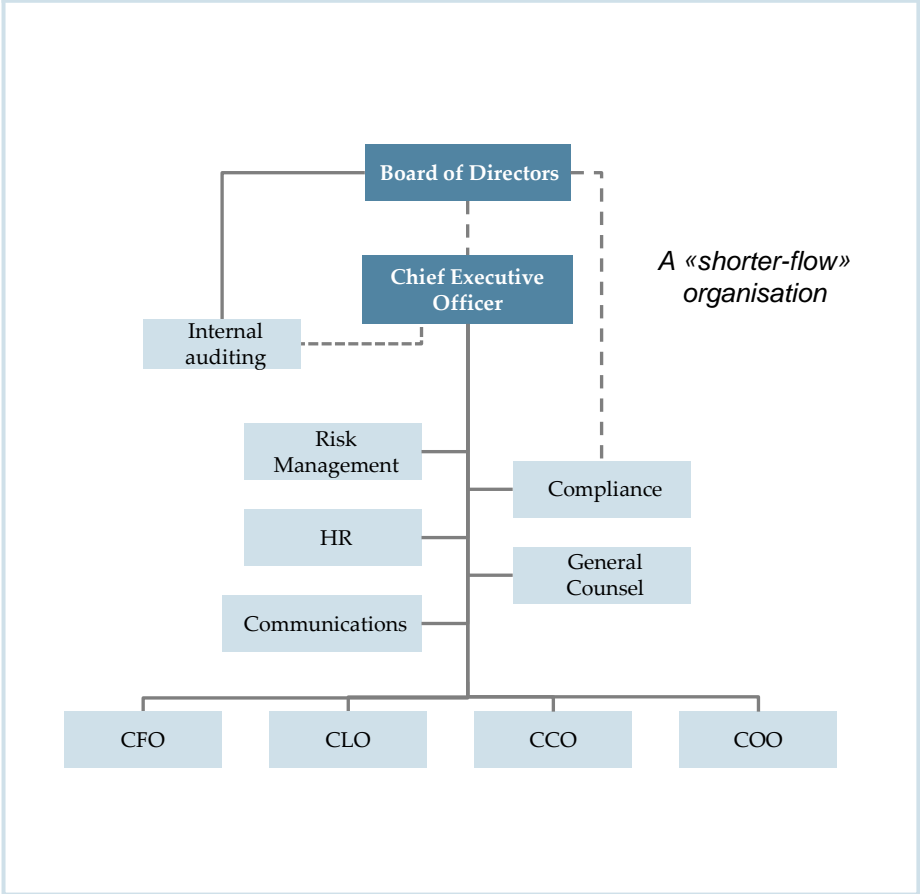 Board of Directors
Chief Executive
Officer
A «shorter-flow»
organisation
Internal
auditing
Risk
Management
Compliance
HR
General
Counsel
Communications
CFO
CLO
CCO
COO